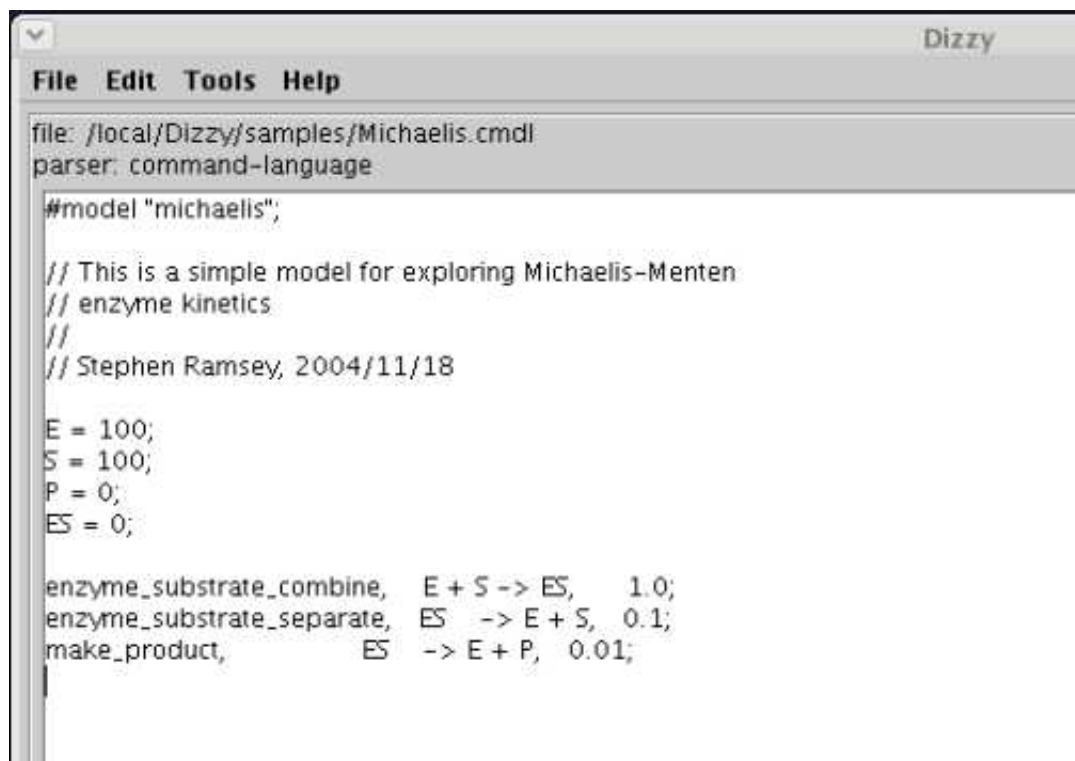 Dizzy
File Edit Tools Help
file: /local/Dizzy/samples/Michaelis.cmdl
parser: command-language
#model "michaelis";
// This is a simple model for exploring Michaelis-Menten
// enzyme kinetics
//
// Stephen Ramsey, 2004/11/18
E = 100;
S = 100;
P = 0;
ES = 0;
enzyme_substrate_combine, E + S -> ES, 1.0;
enzyme_substrate_separate, ES -> E + S, 0.1;
make_product, ES -> E + P, 0.01;